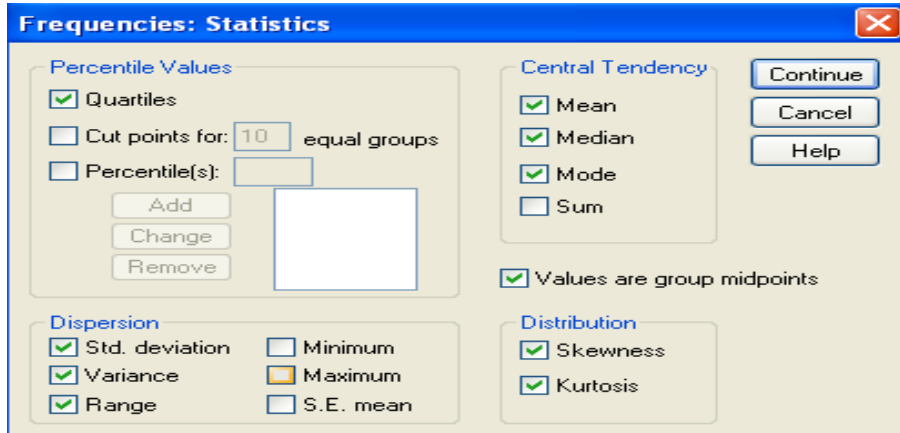 Frequencies: Statistics
Percentile Values
Quartiles
Cut points for: 10 equal groups
Percentile(s):
Add
Change
Remove
Central Tendency
Mean
Median
Mode
Sum
Continue
Cancel
Help
Values are group midpoints
Dispersion
Std. deviation Minimum
Variance Maximum
Range S.E. mean
Distribution
Skewness
Kurtosis